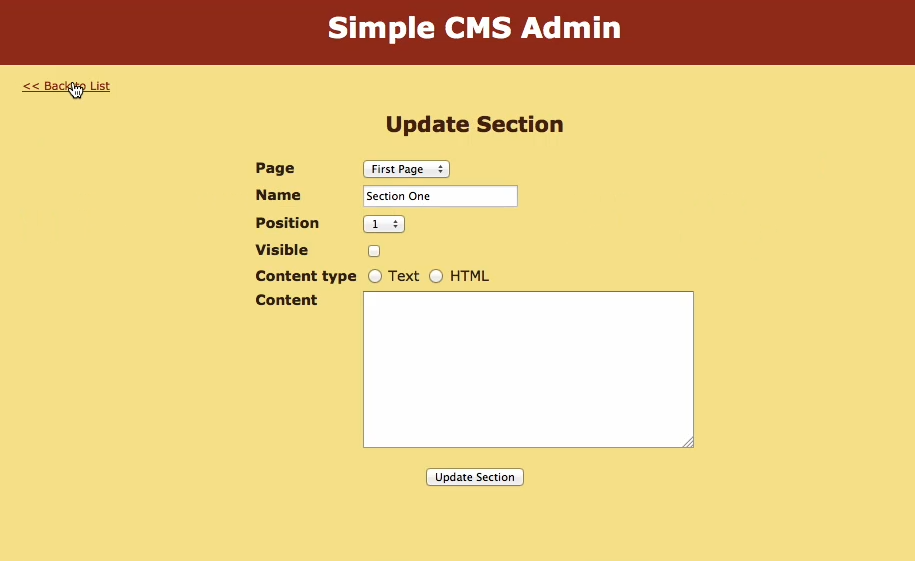 Simple CMS Admin
<< Back to List
Update Section
Page First Page
Name Section One
Position 1
Visible
Content type Text HTML
Content
Update Section